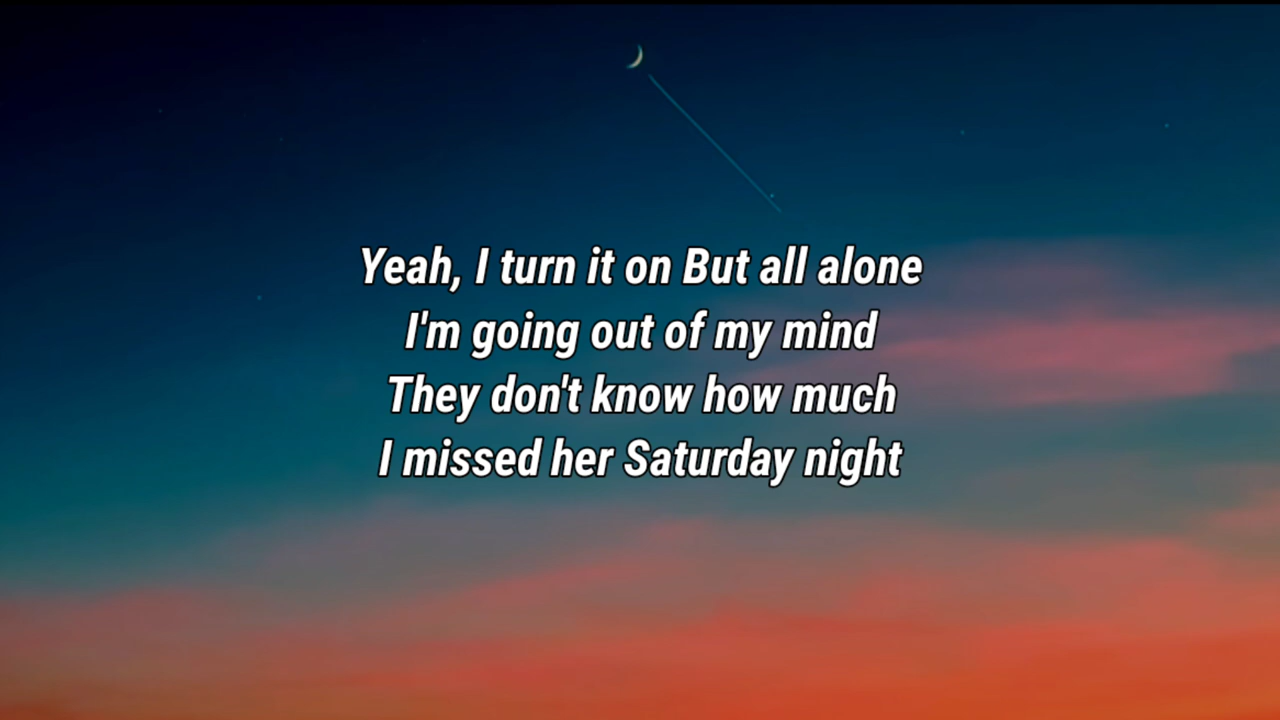 Yeah, I turn it on But all alone
I'm going out of my mind
They don't know how much
I missed her Saturday night